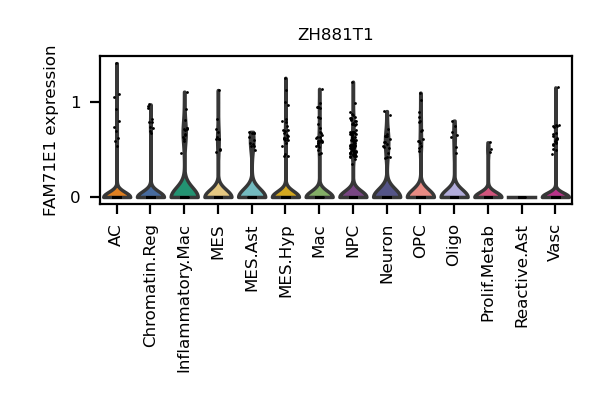 ZH881T1
FAM71E1 expression
1
0
AC
Chromatin.Reg
Inflammatory.Mac
MES
MES.Ast
MES.Hyp
Mac
NPC
Neuron
OPC
Oligo
Prolif.Metab
Reactive.Ast
Vasc